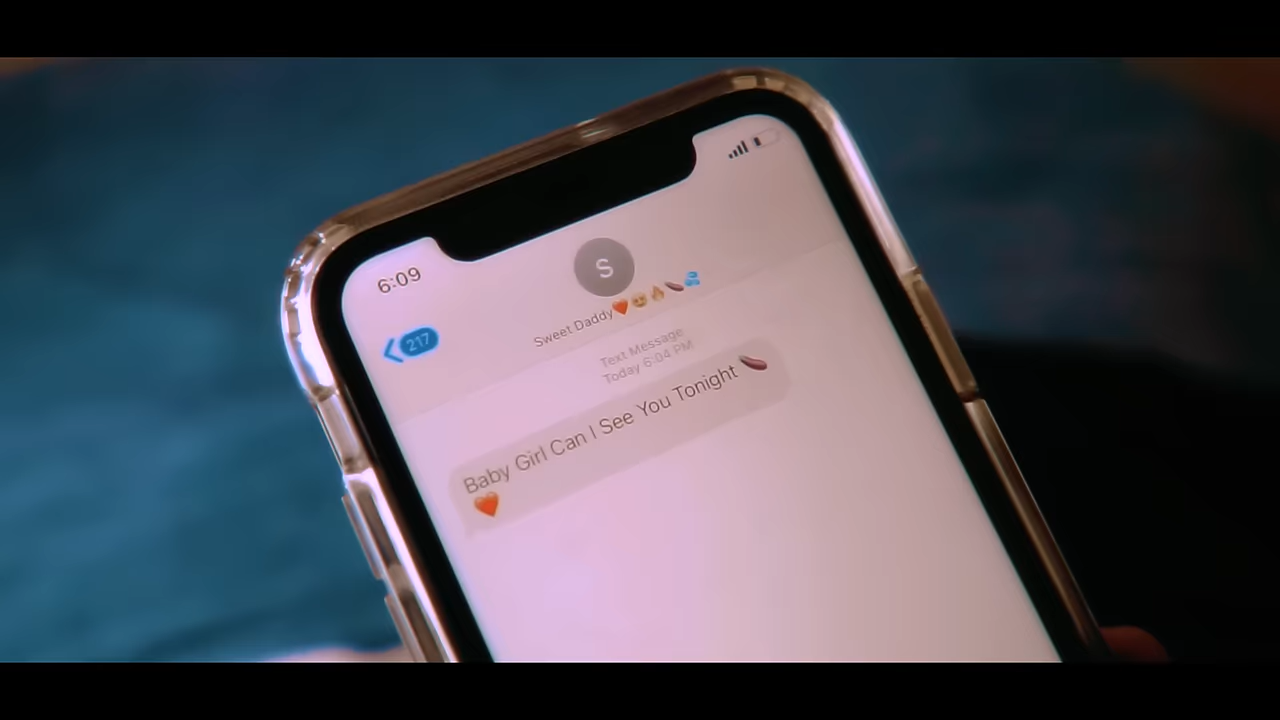 6:09
217
S
Sweet Daddy❤️😍🔥🍆💦
Text Message
Today 6:04 PM
Baby Girl Can I See You Tonight 🍆
❤️